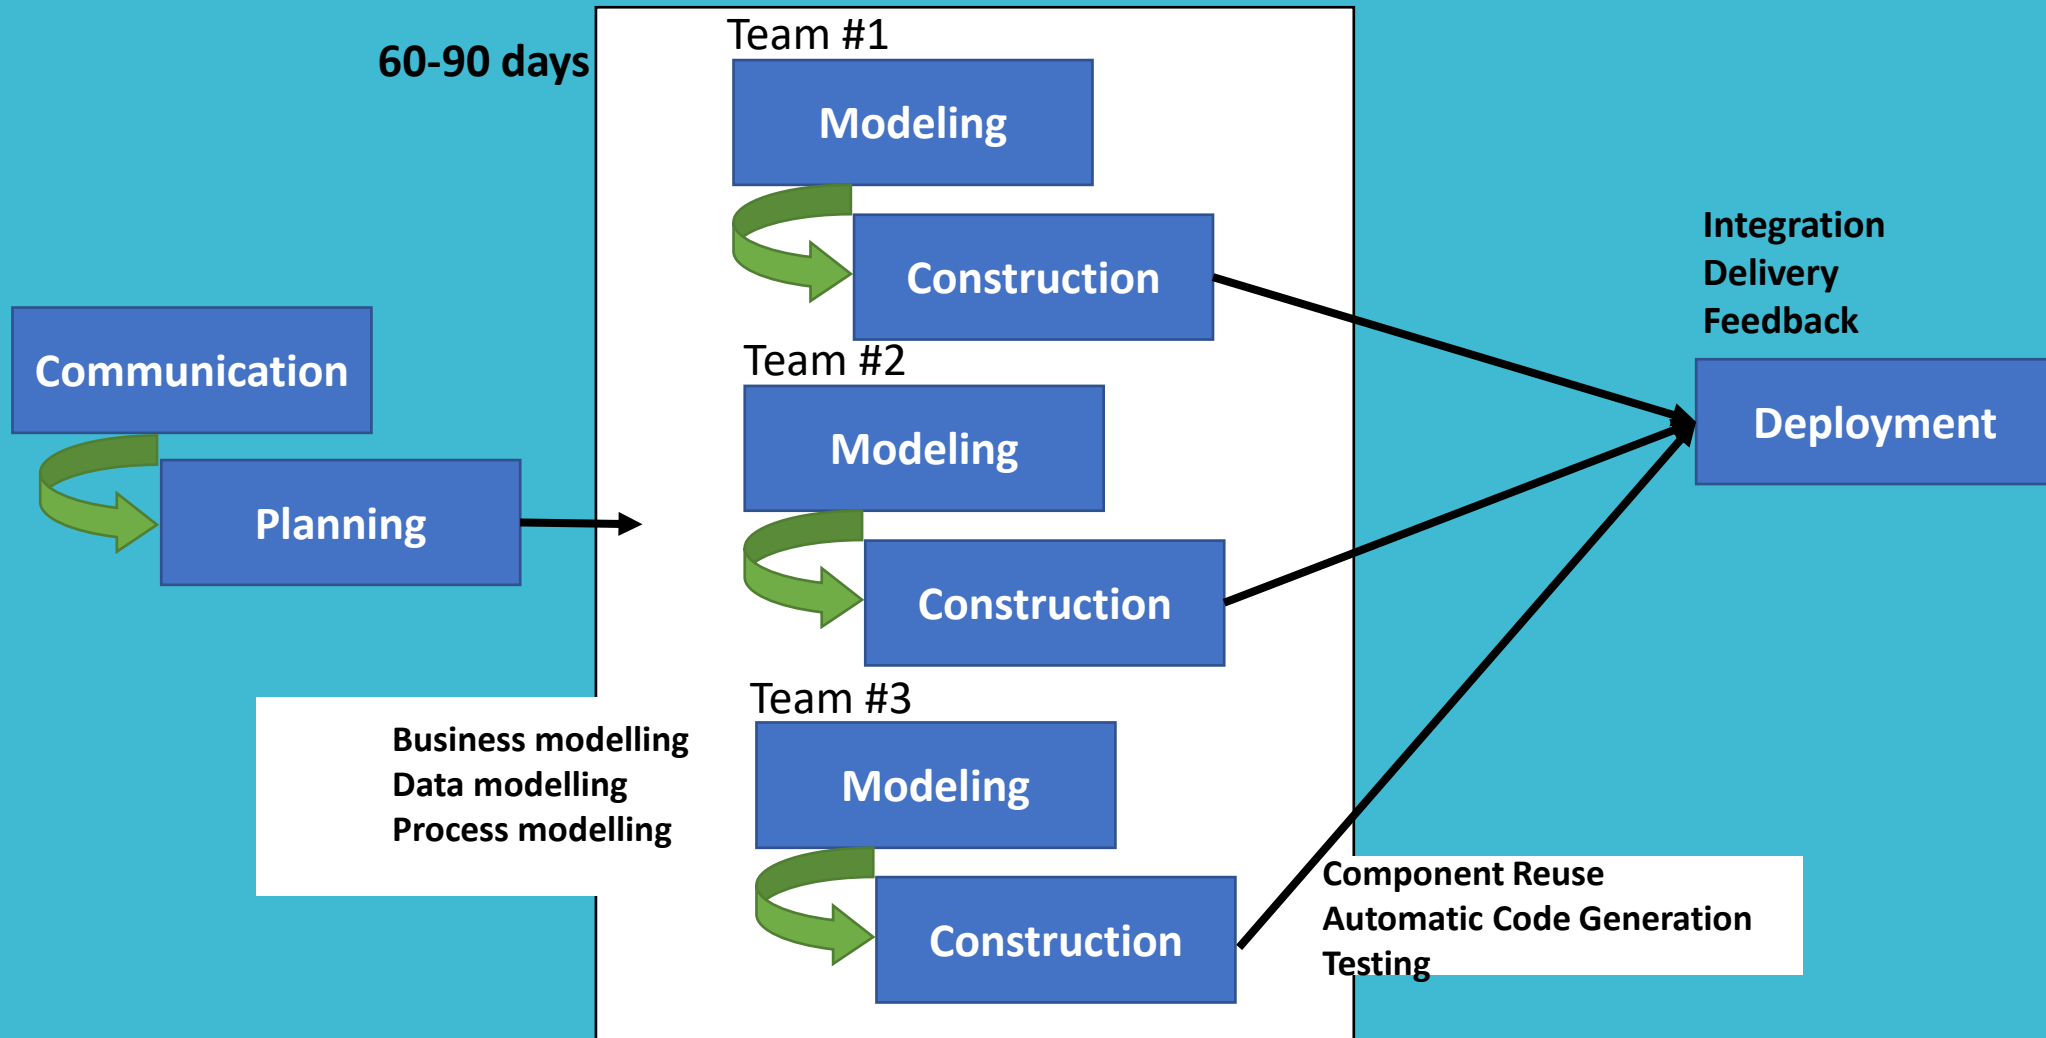 60-90 days
Team #1
Modeling
Construction
Communication
Planning
Team #2
Modeling
Construction
Integration
Delivery
Feedback
Deployment
Business modelling
Data modelling
Process modelling
Team #3
Modeling
Construction
Component Reuse
Automatic Code Generation
Testing